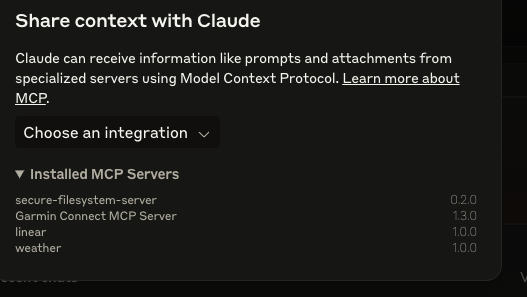 Share context with Claude
Claude can receive information like prompts and attachments from
specialized servers using Model Context Protocol. Learn more about
MCP.
Choose an integration
▼ Installed MCP Servers
secure-filesystem-server 0.2.0
Garmin Connect MCP Server 1.3.0
linear 1.0.0
weather 1.0.0